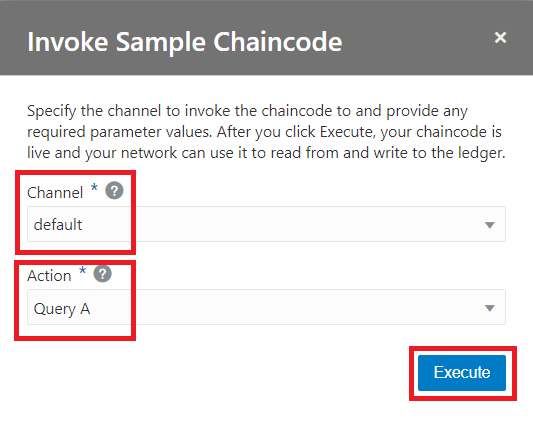 Invoke Sample Chaincode
Specify the channel to invoke the chaincode to and provide any
required parameter values. After you click Execute, your chaincode is
live and your network can use it to read from and write to the ledger.
Channel * ?
default
Action * ?
Query A
Execute